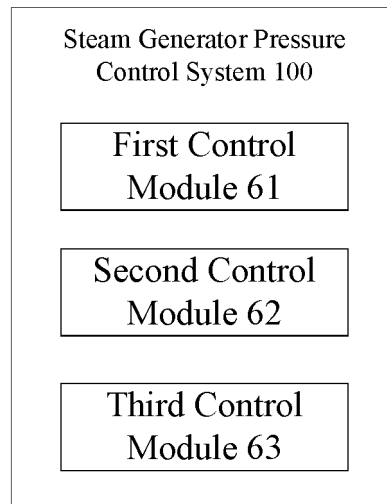 Steam Generator Pressure
Control System 100
First Control
Module 61
Second Control
Module 62
Third Control
Module 63